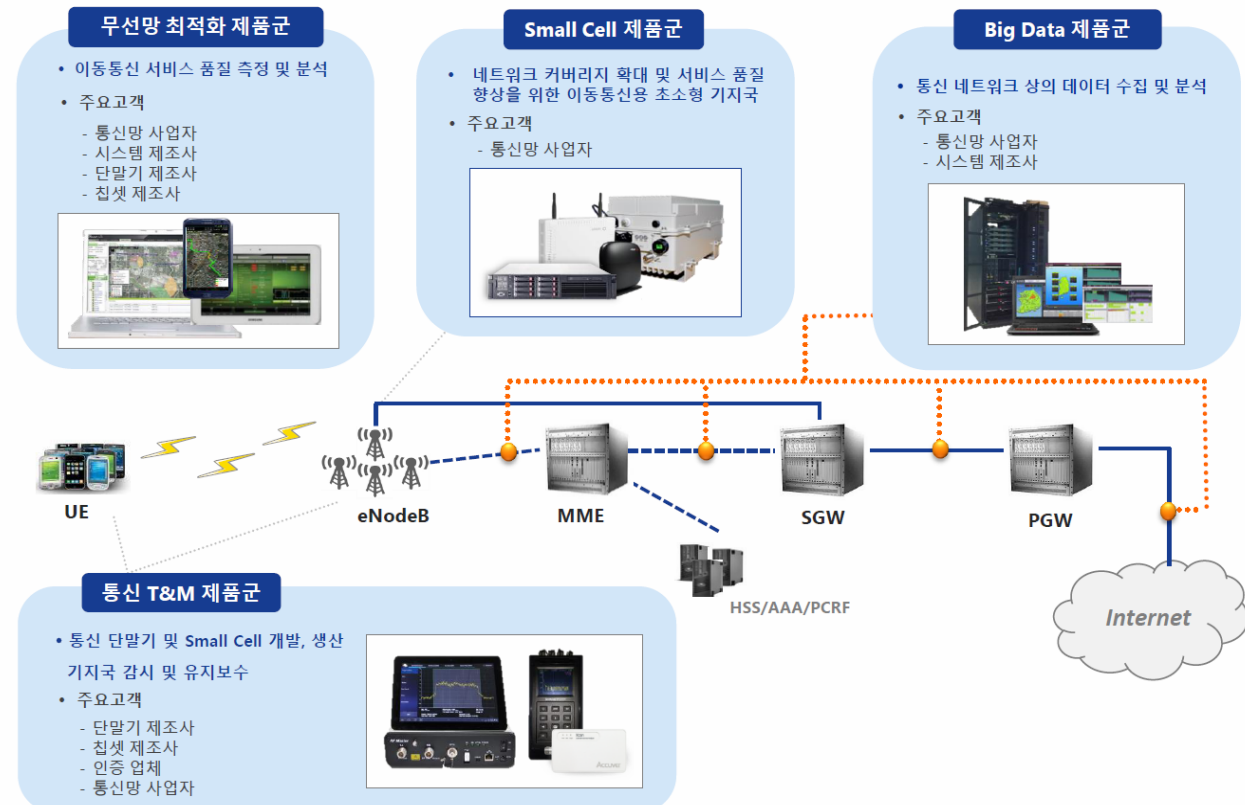 무선망 최적화 제품군
• 이동통신 서비스 품질 측정 및 분석
• 주요고객
- 통신망 사업자
- 시스템 제조사
- 단말기 제조사
- 칩셋 제조사
Small Cell 제품군
• 네트워크 커버리지 확대 및 서비스 품질
향상을 위한 이동통신용 초소형 기지국
• 주요고객
- 통신망 사업자
Big Data 제품군
• 통신 네트워크 상의 데이터 수집 및 분석
• 주요고객
- 통신망 사업자
- 시스템 제조사
UE
eNodeB
MME
SGW
PGW
HSS/AAA/PCRF
Internet
통신 T&M 제품군
• 통신 단말기 및 Small Cell 개발, 생산
기지국 감시 및 유지보수
• 주요고객
- 단말기 제조사
- 칩셋 제조사
- 인증 업체
- 통신망 사업자